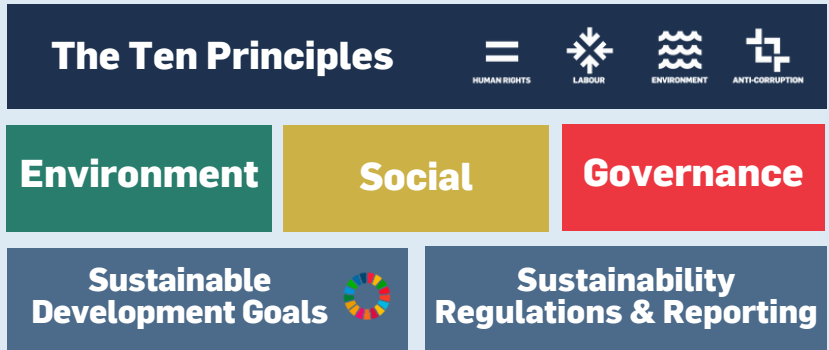 The Ten Principles
HUMAN RIGHTS
LABOUR
ENVIRONMENT
ANTI-CORRUPTION
Environment
Social
Governance
Sustainable
Development Goals
Sustainability
Regulations & Reporting